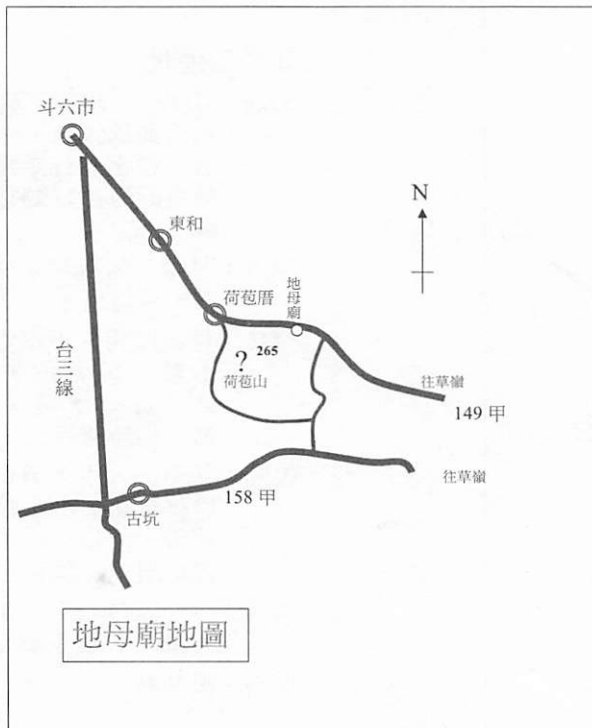 斗六市
東和
N
荷苞厝
地母廟
? 265
荷苞山
台三線
往草嶺
149 甲
往草嶺
158 甲
古坑
地母廟地圖